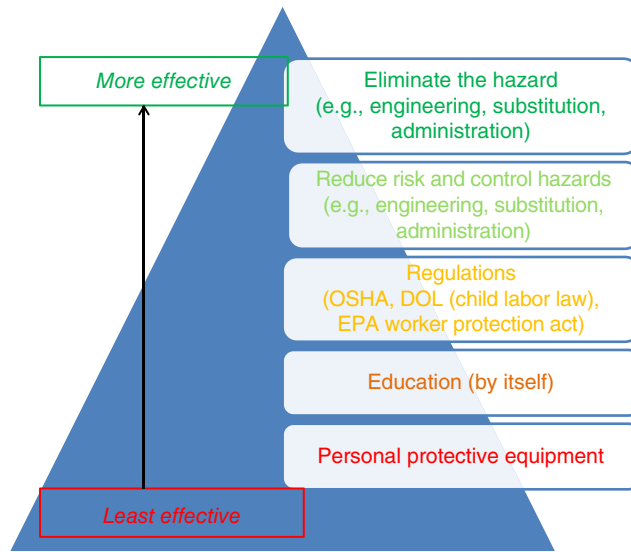 More effective
Eliminate the hazard
(e.g., engineering, substitution,
administration)
Reduce risk and control hazards
(e.g., engineering, substitution,
administration)
Regulations
(OSHA, DOL (child labor law),
EPA worker protection act)
Education (by itself)
Personal protective equipment
Least effective